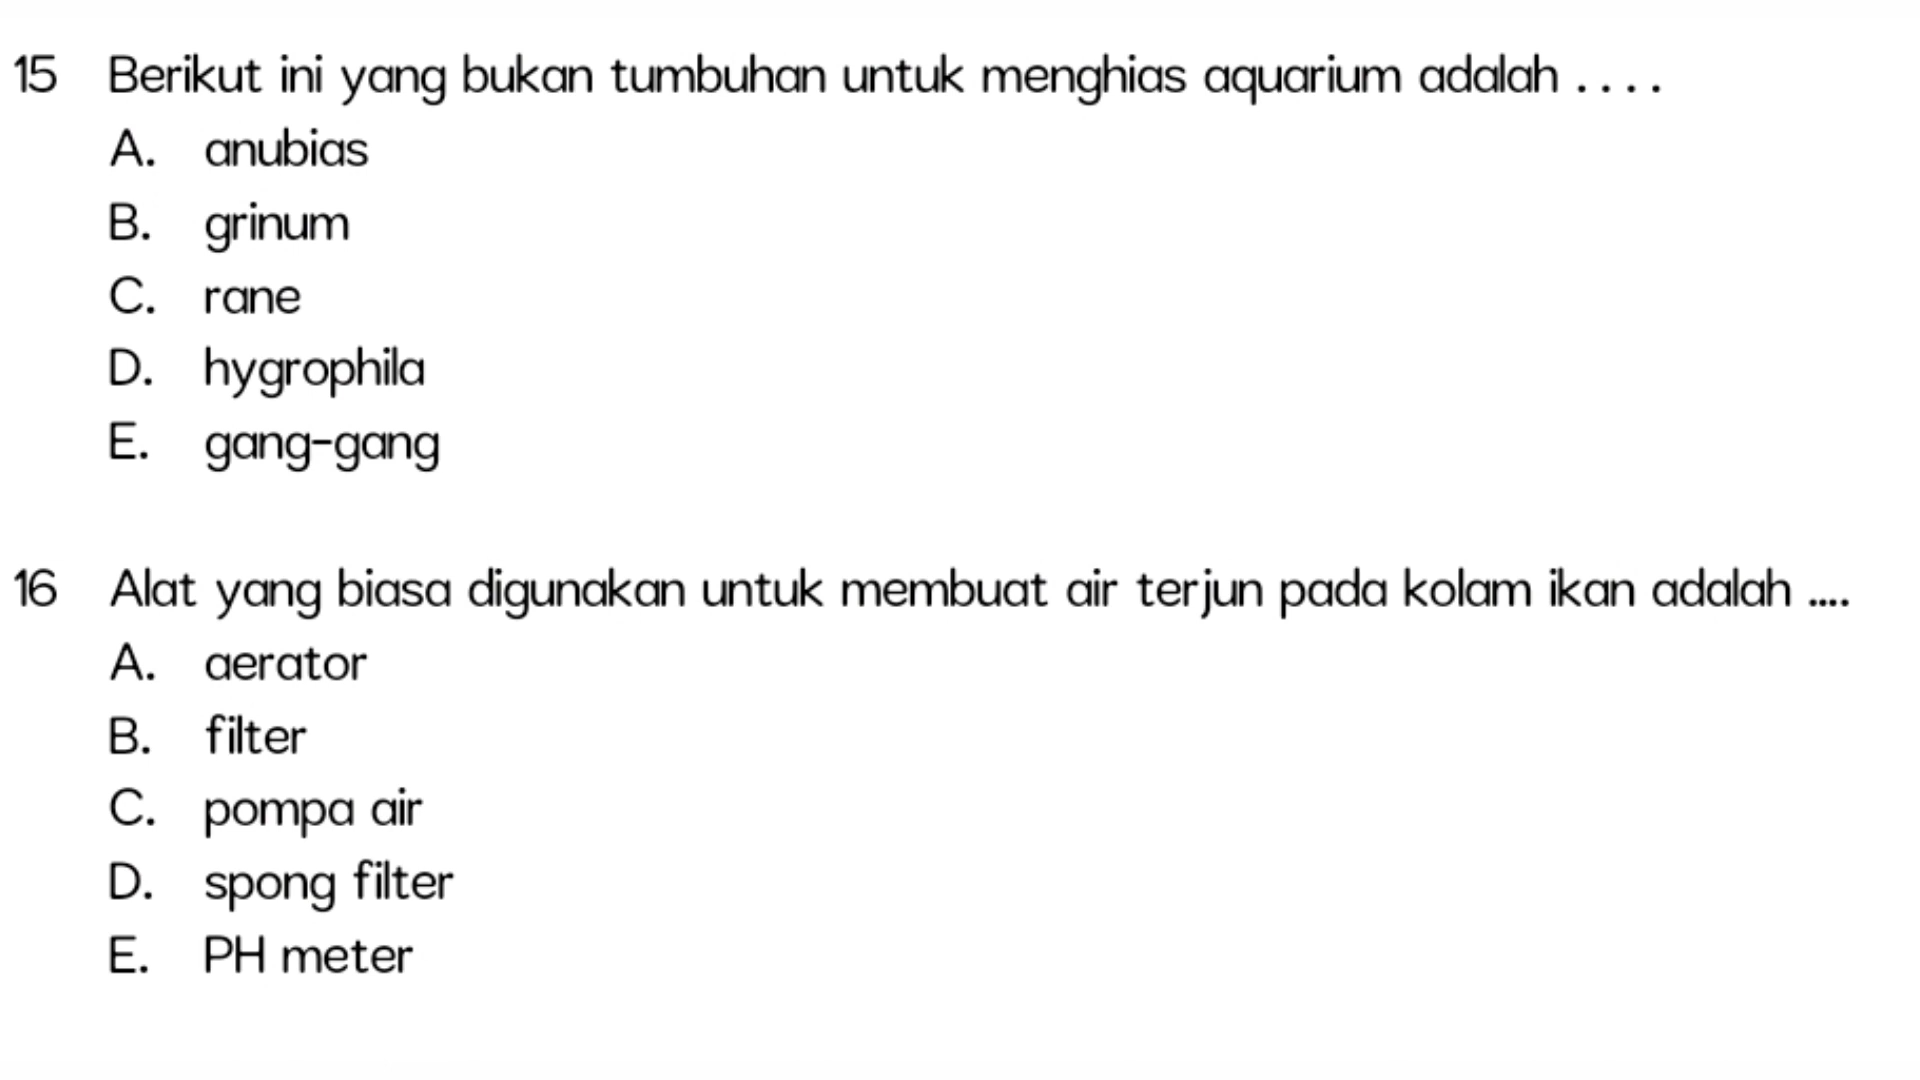 15 Berikut ini yang bukan tumbuhan untuk menghias aquarium adalah . . . .
A. anubias
B. grinum
C. rane
D. hygrophila
E. gang-gang
16 Alat yang biasa digunakan untuk membuat air terjun pada kolam ikan adalah ....
A. aerator
B. filter
C. pompa air
D. spong filter
E. PH meter